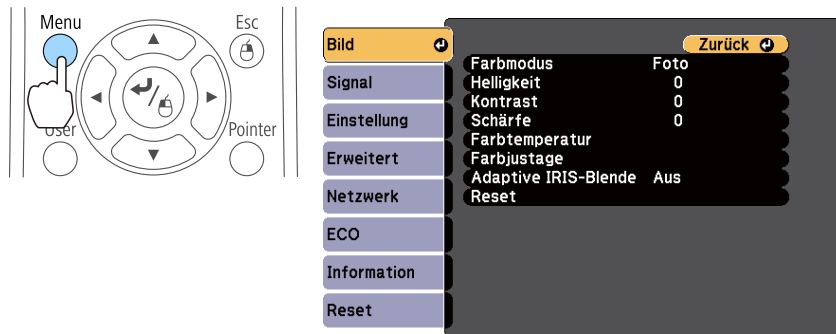 Menu
Esc
User
Pointer
Bild
Signal
Einstellung
Erweitert
Netzwerk
ECO
Information
Reset
Zurück
Farbmodus Foto
Helligkeit 0
Kontrast 0
Schärfe 0
Farbtemperatur
Farbjustage
Adaptive IRIS-Blende Aus
Reset